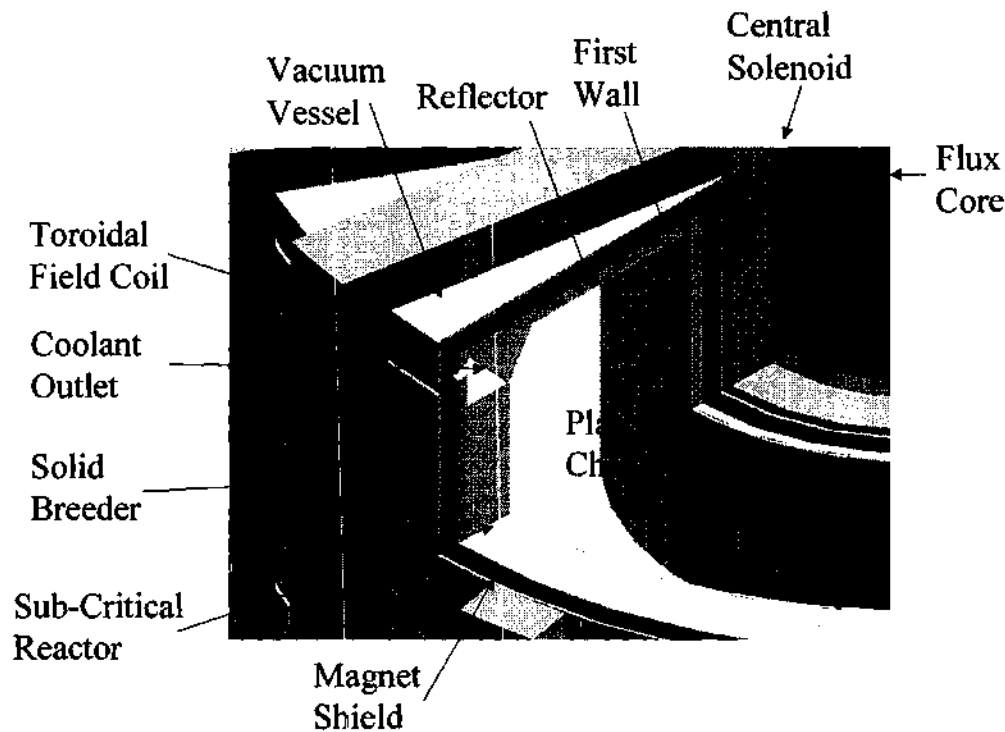 Central
Solenoid
First
Wall
Vacuum
Vessel
Reflector
Flux
Core
Toroidal
Field Coil
Coolant
Outlet
Solid
Breeder
Sub-Critical
Reactor
Magnet
Shield